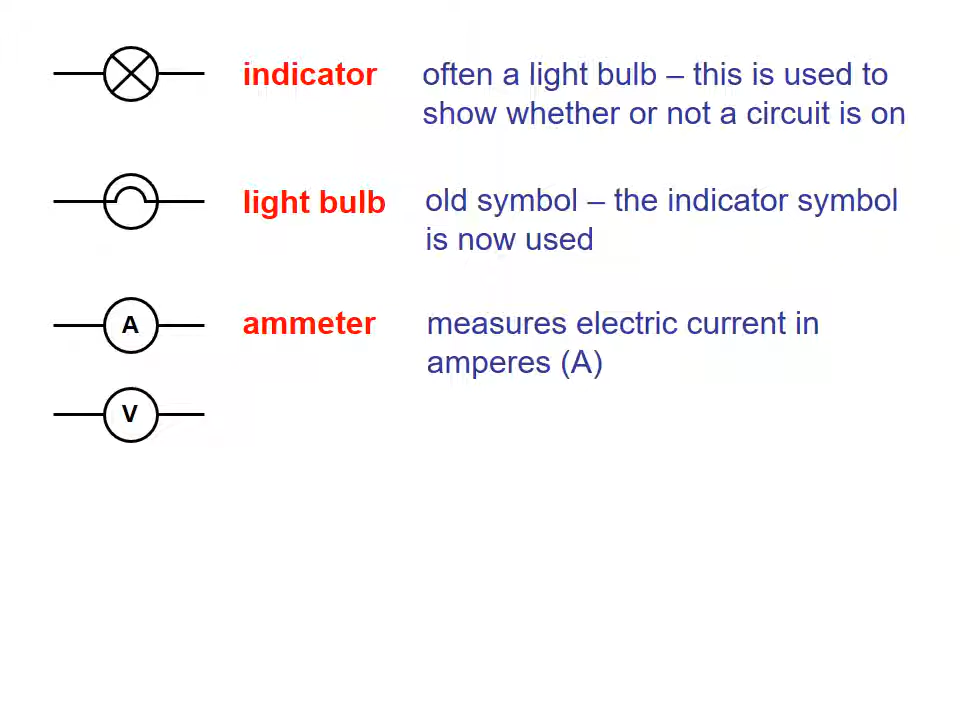 indicator often a light bulb – this is used to
show whether or not a circuit is on
light bulb old symbol – the indicator symbol
is now used
A ammeter measures electric current in
amperes (A)
V